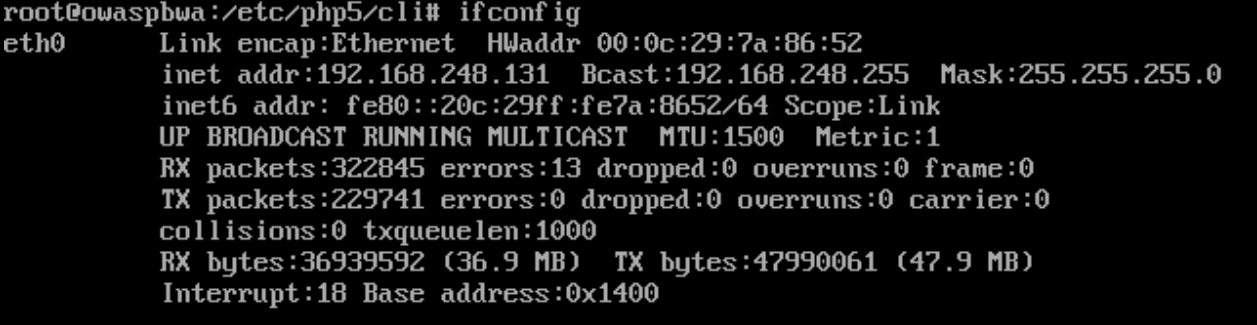 root@owaspbwa:/etc/php5/cli# ifconfig
eth0      Link encap:Ethernet  HWaddr 00:0c:29:7a:86:52
          inet addr:192.168.248.131  Bcast:192.168.248.255  Mask:255.255.255.0
          inet6 addr: fe80::20c:29ff:fe7a:8652/64 Scope:Link
          UP BROADCAST RUNNING MULTICAST  MTU:1500  Metric:1
          RX packets:322845 errors:13 dropped:0 overruns:0 frame:0
          TX packets:229741 errors:0 dropped:0 overruns:0 carrier:0
          collisions:0 txqueuelen:1000
          RX bytes:36939592 (36.9 MB)  TX bytes:47990061 (47.9 MB)
          Interrupt:18 Base address:0x1400